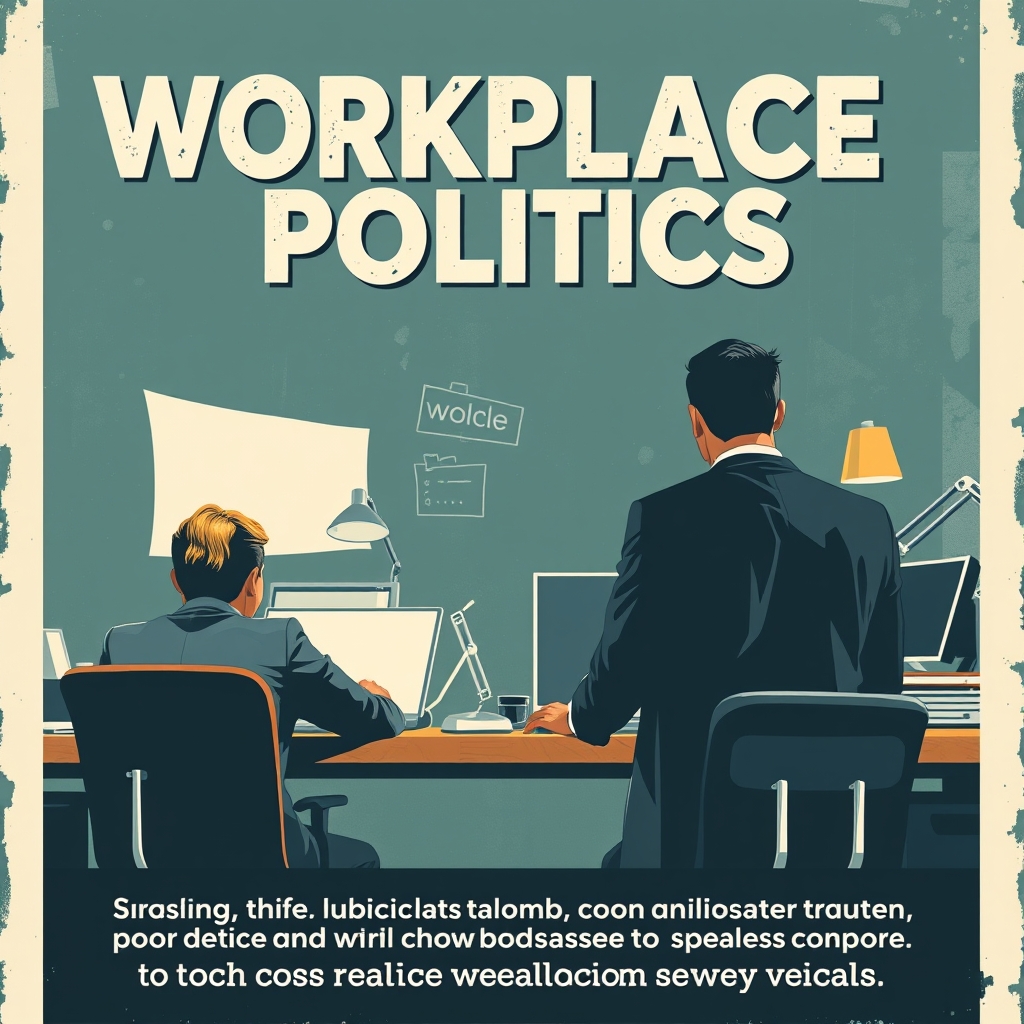 WORKPLACE
POLITICS
wolcle
Sırasling, thife. lubiciclats talomb, coon aniliosater trauten,
poor detice and wiril chow bodsassee to spealess conpore.
to toch coss realice weeallaciom sewey veicals.